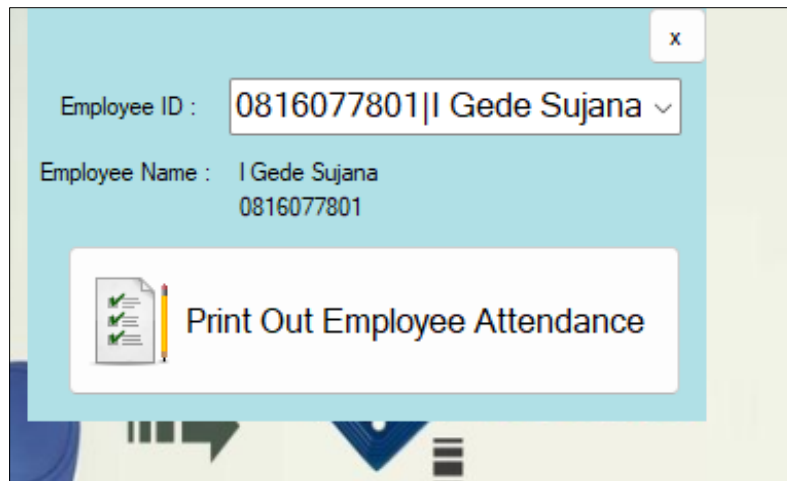 x
Employee ID : 0816077801|I Gede Sujana
Employee Name : I Gede Sujana
0816077801
Print Out Employee Attendance